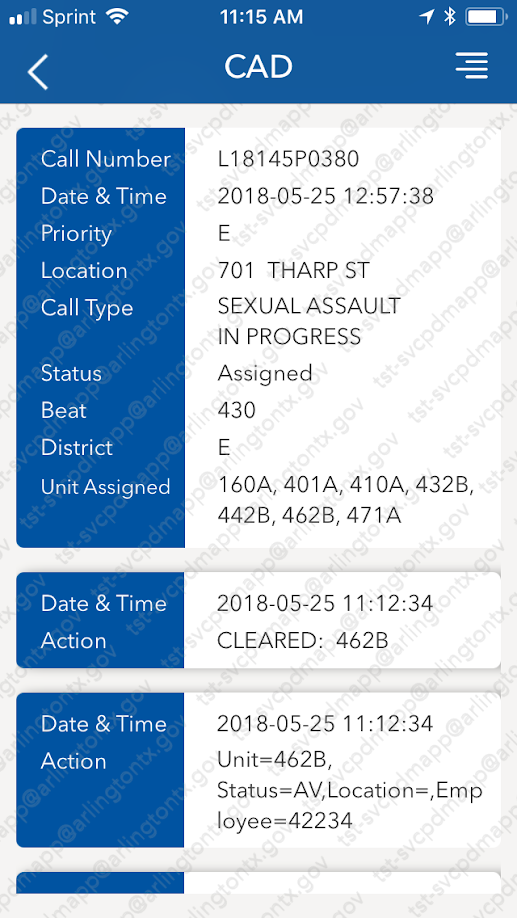 Sprint 11:15 AM
CAD
Call Number L18145P0380
Date & Time 2018-05-25 12:57:38
Priority E
Location 701 THARP ST
Call Type SEXUAL ASSAULT
IN PROGRESS
Status Assigned
Beat 430
District E
Unit Assigned 160A, 401A, 410A, 432B,
442B, 462B, 471A
Date & Time 2018-05-25 11:12:34
Action CLEARED: 462B
Date & Time 2018-05-25 11:12:34
Action Unit=462B,
Status=AV,Location=,Emp
loyee=42234
tst-svcpdmapp@arlingtontx.gov